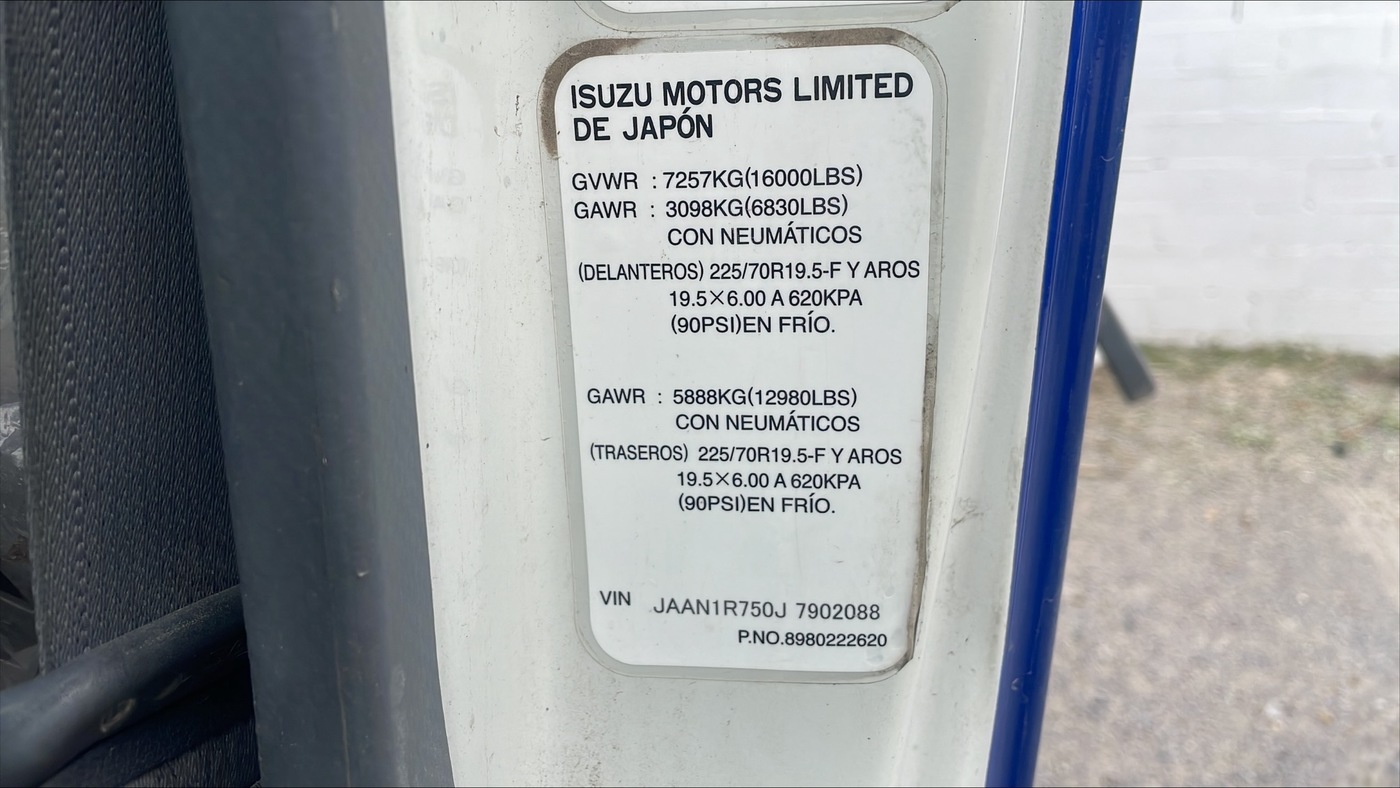 ISUZU MOTORS LIMITED
DE JAPÓN
GVWR : 7257KG(16000LBS)
GAWR : 3098KG(6830LBS)
CON NEUMÁTICOS
(DELANTEROS) 225/70R19.5-F Y AROS
19.5×6.00 A 620KPA
(90PSI)EN FRÍO.
GAWR : 5888KG(12980LBS)
CON NEUMÁTICOS
(TRASEROS) 225/70R19.5-F Y AROS
19.5×6.00 A 620KPA
(90PSI)EN FRÍO.
VIN JAAN1R750J 7902088
P.NO.8980222620